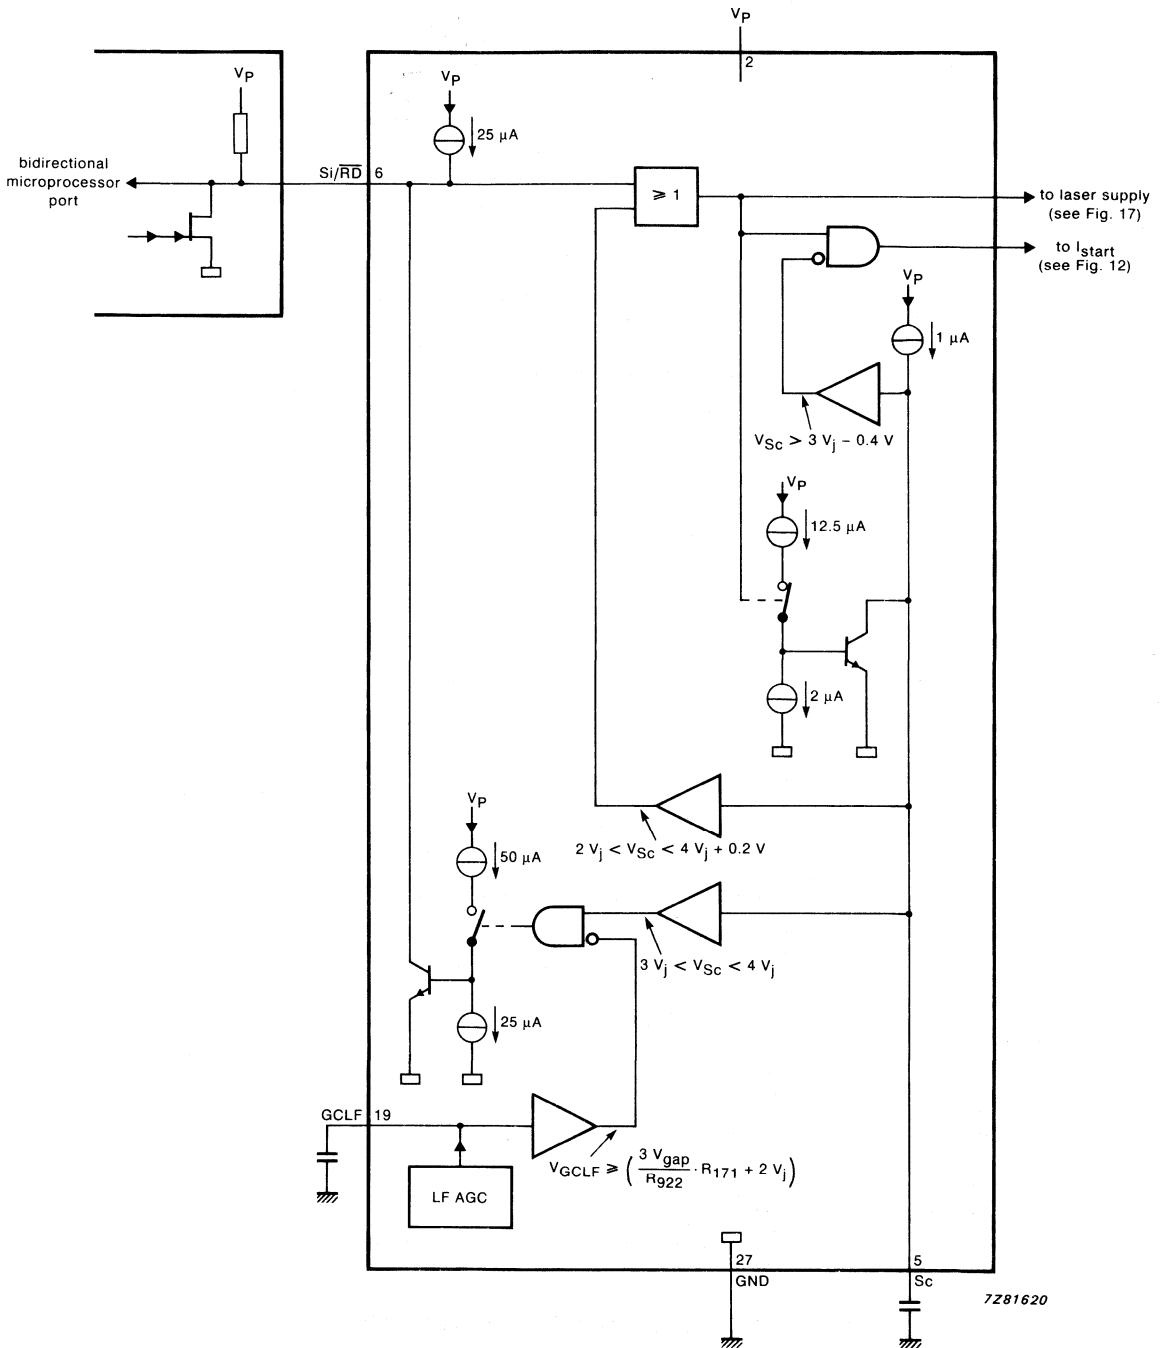 VP
2
VP
VP
25 μA
bidirectional
microprocessor
port
Si/RD
6
≥ 1
to laser supply
(see Fig. 17)
to Istart
(see Fig. 12)
VP
1 μA
VSc > 3 Vj − 0.4 V
VP
12.5 μA
2 μA
VP
2 Vj < VSc < 4 Vj + 0.2 V
50 μA
3 Vj < VSc < 4 Vj
25 μA
GCLF
19
VGCLF ≥ ( 3 Vgap / R922 · R171 + 2 Vj )
LF AGC
27
GND
5
Sc
7Z81620